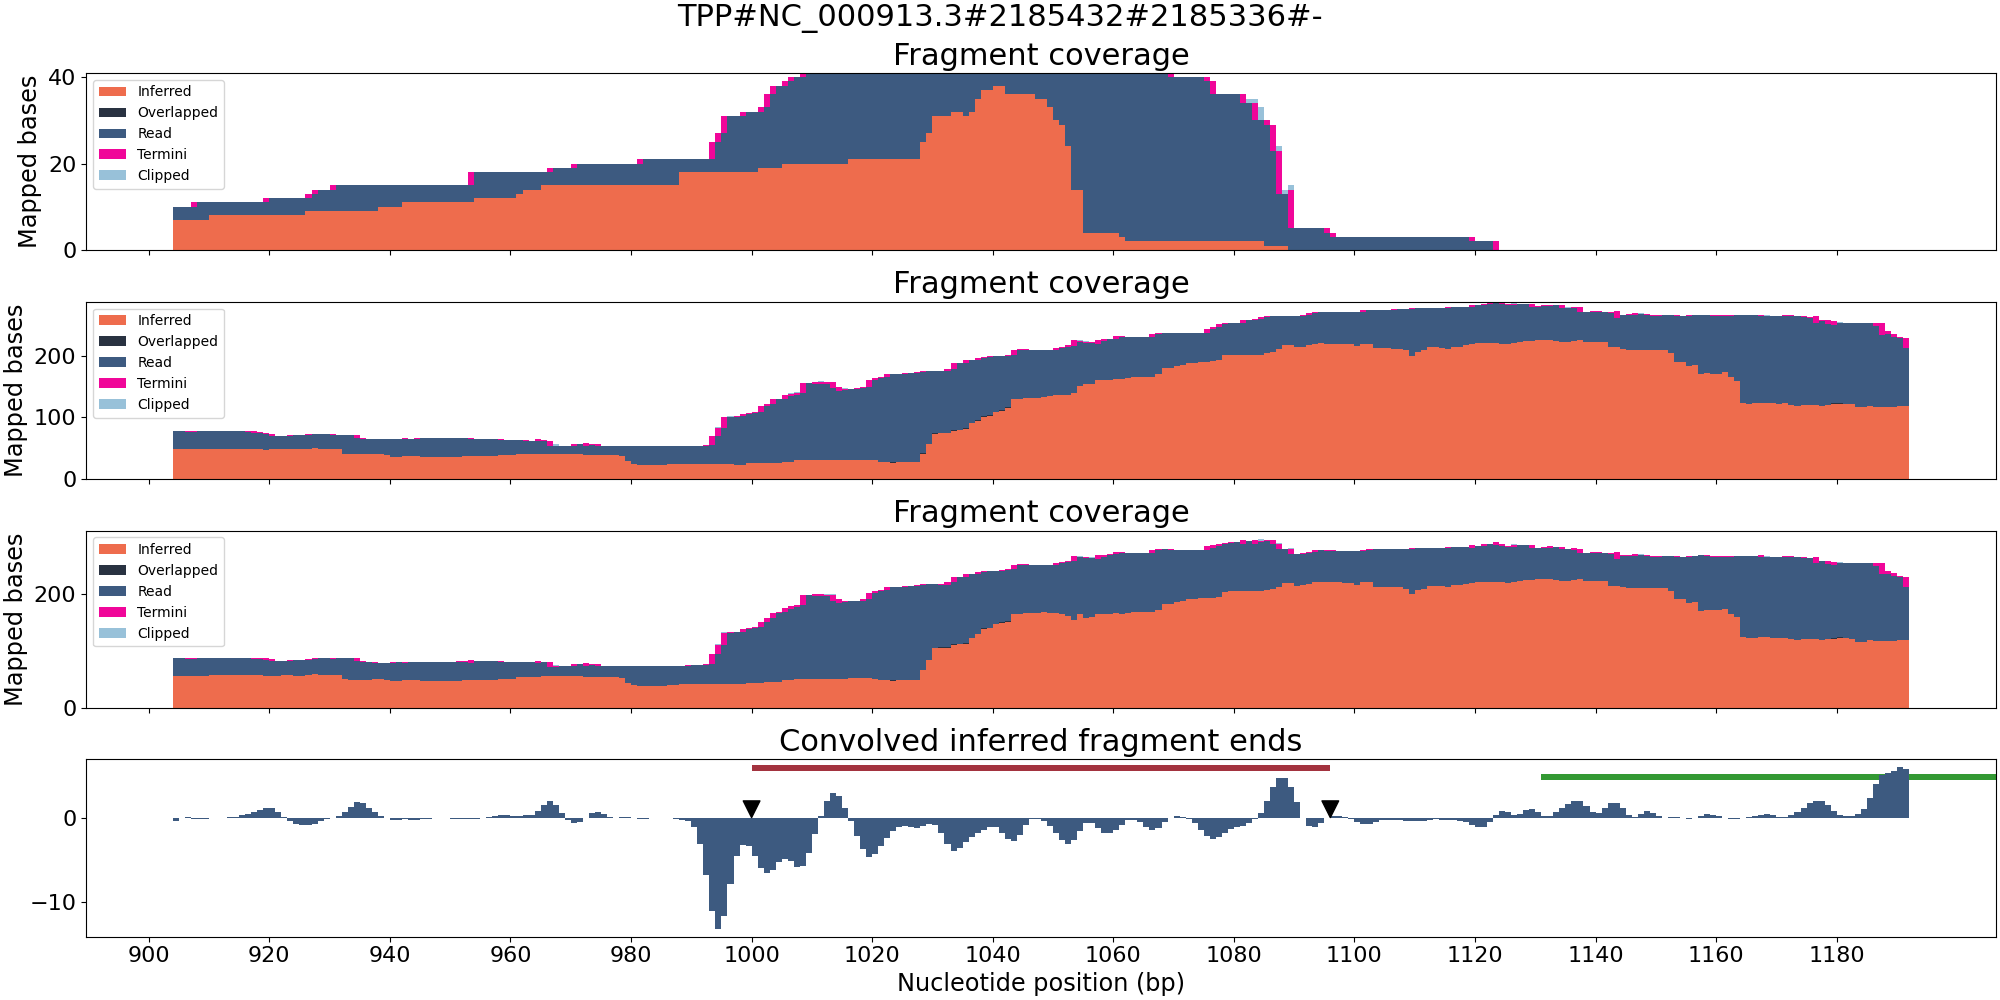 TPP#NC_000913.3#2185432#2185336#-
Fragment coverage
Mapped bases
40
20
0
Inferred
Overlapped
Read
Termini
Clipped
Fragment coverage
Mapped bases
200
100
0
Inferred
Overlapped
Read
Termini
Clipped
Fragment coverage
Mapped bases
200
0
Inferred
Overlapped
Read
Termini
Clipped
Convolved inferred fragment ends
0
−10
900 920 940 960 980 1000 1020 1040 1060 1080 1100 1120 1140 1160 1180
Nucleotide position (bp)